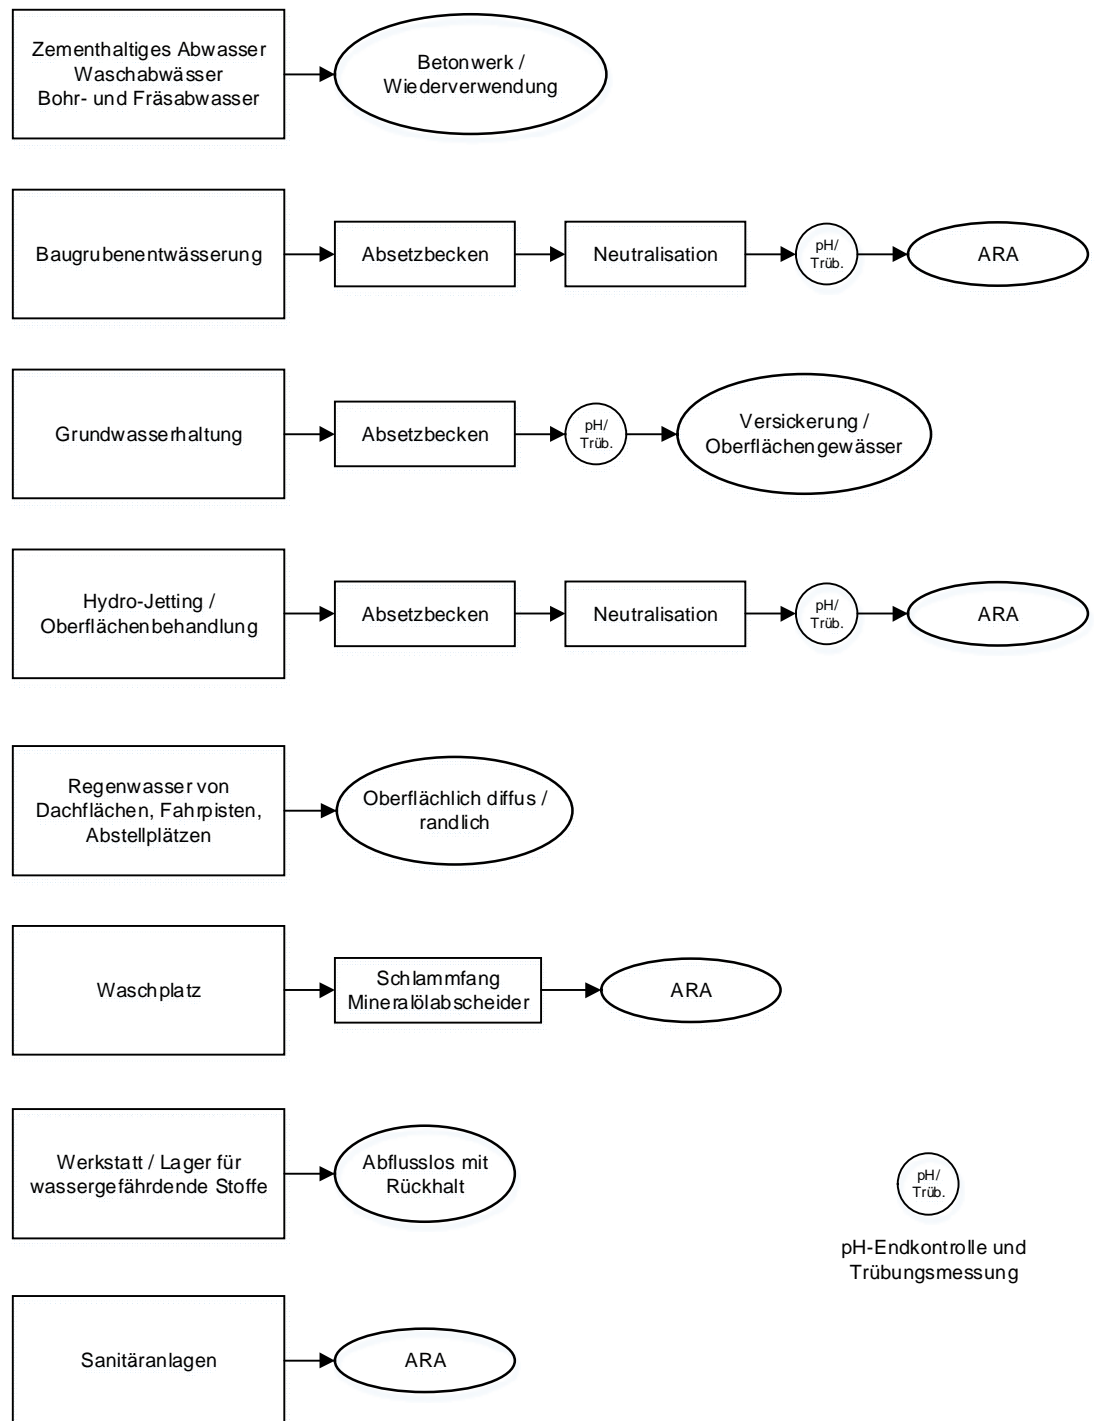 Zementhaltiges Abwasser
Waschabwässer
Bohr- und Fräsabwasser
Betonwerk /
Wiederverwendung
Baugrubenentwässerung
Absetzbecken
Neutralisation
pH/
Trüb.
ARA
Grundwasserhaltung
Absetzbecken
pH/
Trüb.
Versickerung /
Oberflächengewässer
Hydro-Jetting /
Oberflächenbehandlung
Absetzbecken
Neutralisation
pH/
Trüb.
ARA
Regenwasser von
Dachflächen, Fahrpisten,
Abstellplätzen
Oberflächlich diffus /
randlich
Waschplatz
Schlammfang
Mineralölabscheider
ARA
Werkstatt / Lager für
wassergefährdende Stoffe
Abflusslos mit
Rückhalt
pH/
Trüb.
pH-Endkontrolle und
Trübungsmessung
Sanitäranlagen
ARA